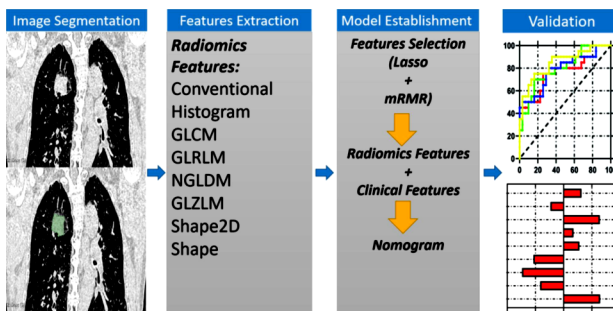 Image Segmentation
Features Extraction
Radiomics
Features:
Conventional
Histogram
GLCM
GLRLM
NGLDM
GLZLM
Shape2D
Shape
Model Establishment
Features Selection
(Lasso
+
mRMR)
Radiomics Features
+
Clinical Features
Nomogram
Validation
100
80
60
40
20
0
0 20 40 60 80 100